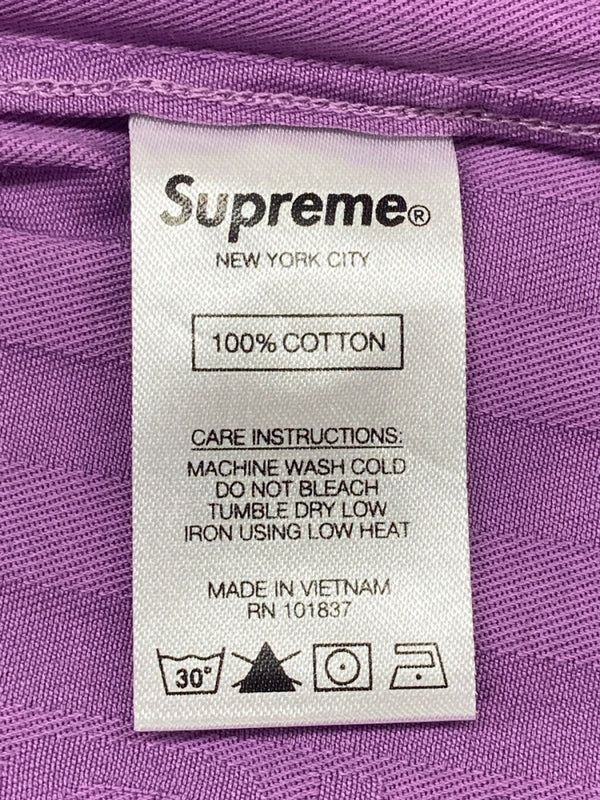 Supreme®
NEW YORK CITY
100% COTTON
CARE INSTRUCTIONS:
MACHINE WASH COLD
DO NOT BLEACH
TUMBLE DRY LOW
IRON USING LOW HEAT
MADE IN VIETNAM
RN 101837
30°